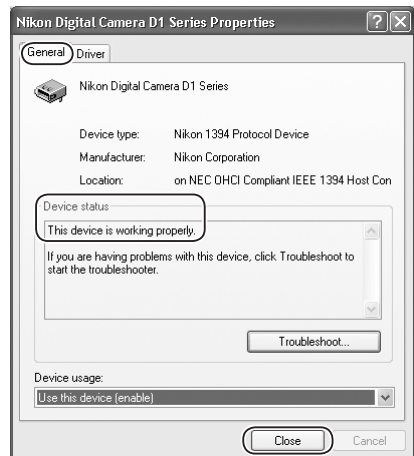 Nikon Digital Camera D1 Series Properties
General Driver
Nikon Digital Camera D1 Series
Device type: Nikon 1394 Protocol Device
Manufacturer: Nikon Corporation
Location: on NEC OHCI Compliant IEEE 1394 Host Con
Device status
This device is working properly.
If you are having problems with this device, click Troubleshoot to
start the troubleshooter.
Troubleshoot...
Device usage:
Use this device (enable)
Close Cancel